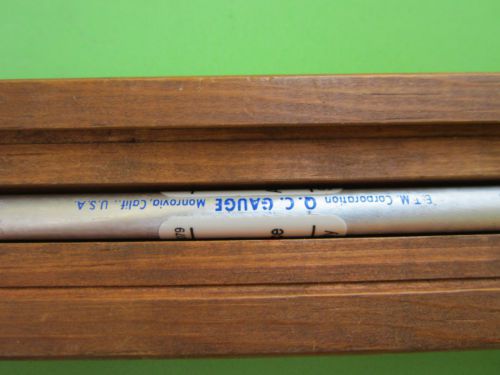 E.T.M. Corporation Q. C. GAUGE Monrovia, Calif. U.S.A.